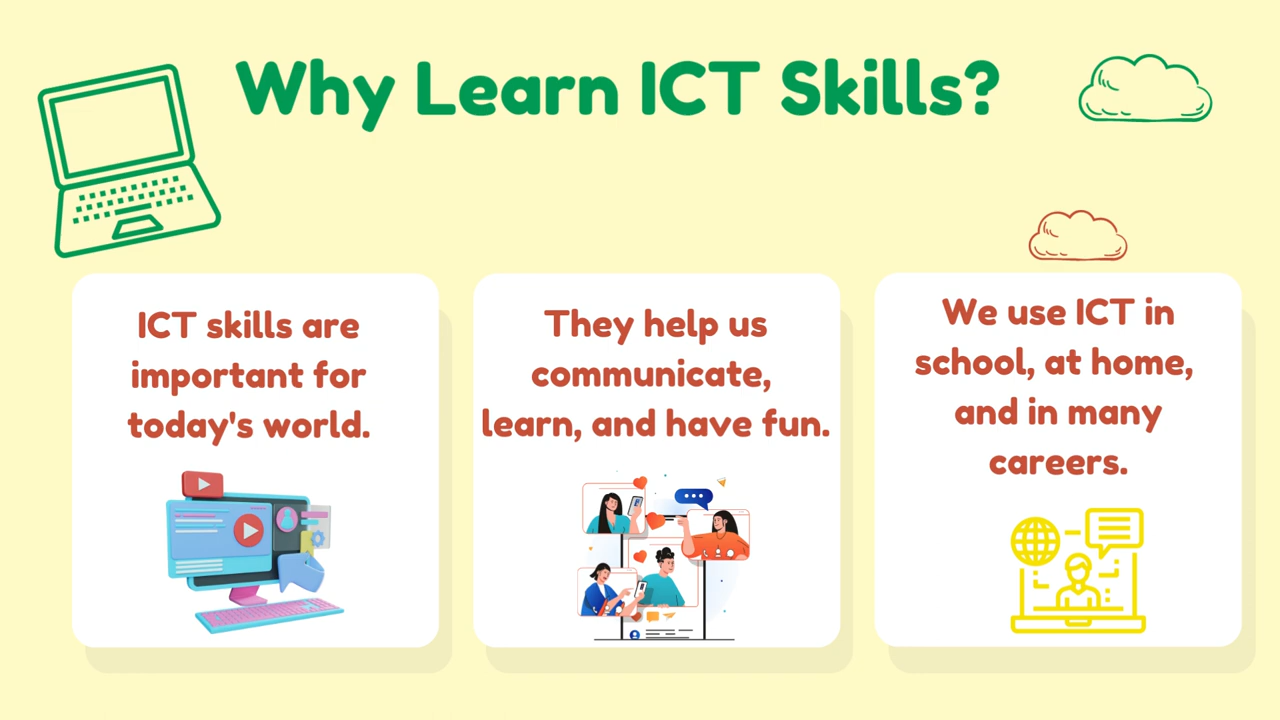 Why Learn ICT Skills?
ICT skills are
important for
today's world.
They help us
communicate,
learn, and have fun.
We use ICT in
school, at home,
and in many
careers.